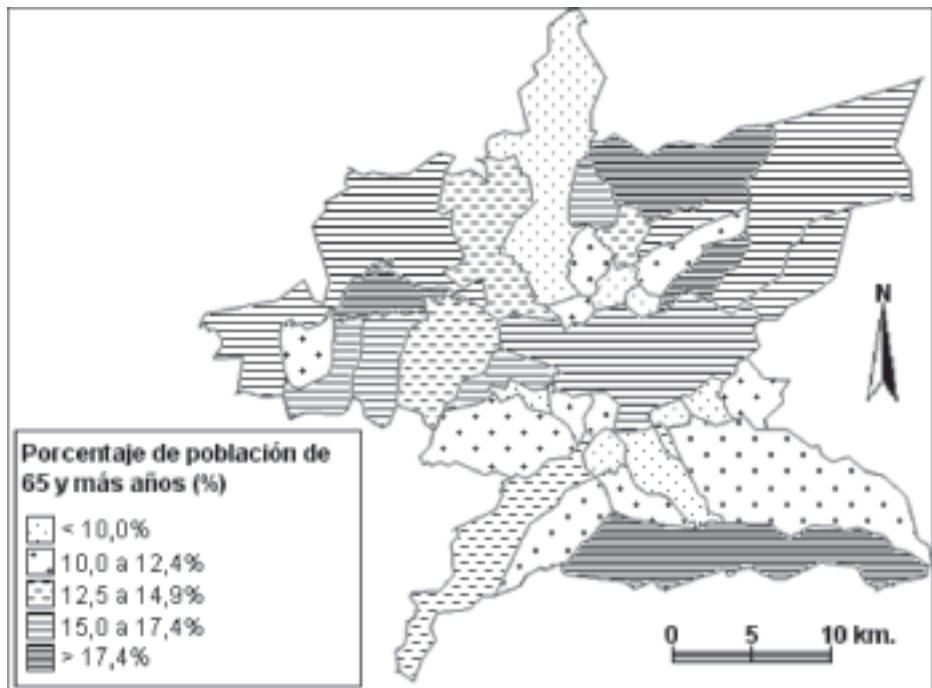 N
Porcentaje de población de
65 y más años (%)
< 10,0%
10,0 a 12,4%
12,5 a 14,9%
15,0 a 17,4%
> 17,4%
0 5 10 km.